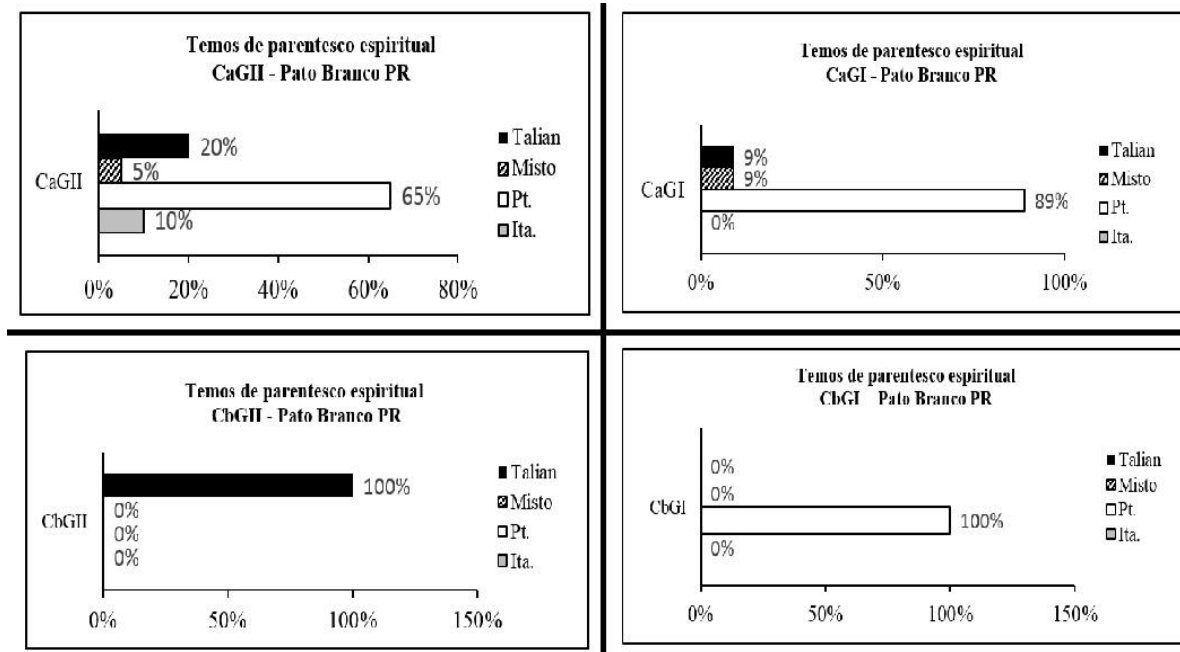 Temos de parentesco espiritual
CaGII - Pato Branco PR
CaGII
20%
5%
65%
10%
Talian
Misto
Pt.
Ita.
0% 20% 40% 60% 80%
Temos de parentesco espiritual
CaGI - Pato Branco PR
CaGI
9%
9%
89%
0%
Talian
Misto
Pt.
Ita.
0% 50% 100%
Temos de parentesco espiritual
CbGII - Pato Branco PR
CbGII
100%
0%
0%
0%
Talian
Misto
Pt.
Ita.
0% 50% 100% 150%
Temos de parentesco espiritual
CbGI Pato Branco PR
CbGI
0%
0%
100%
0%
Talian
Misto
Pt.
Ita.
0% 50% 100% 150%